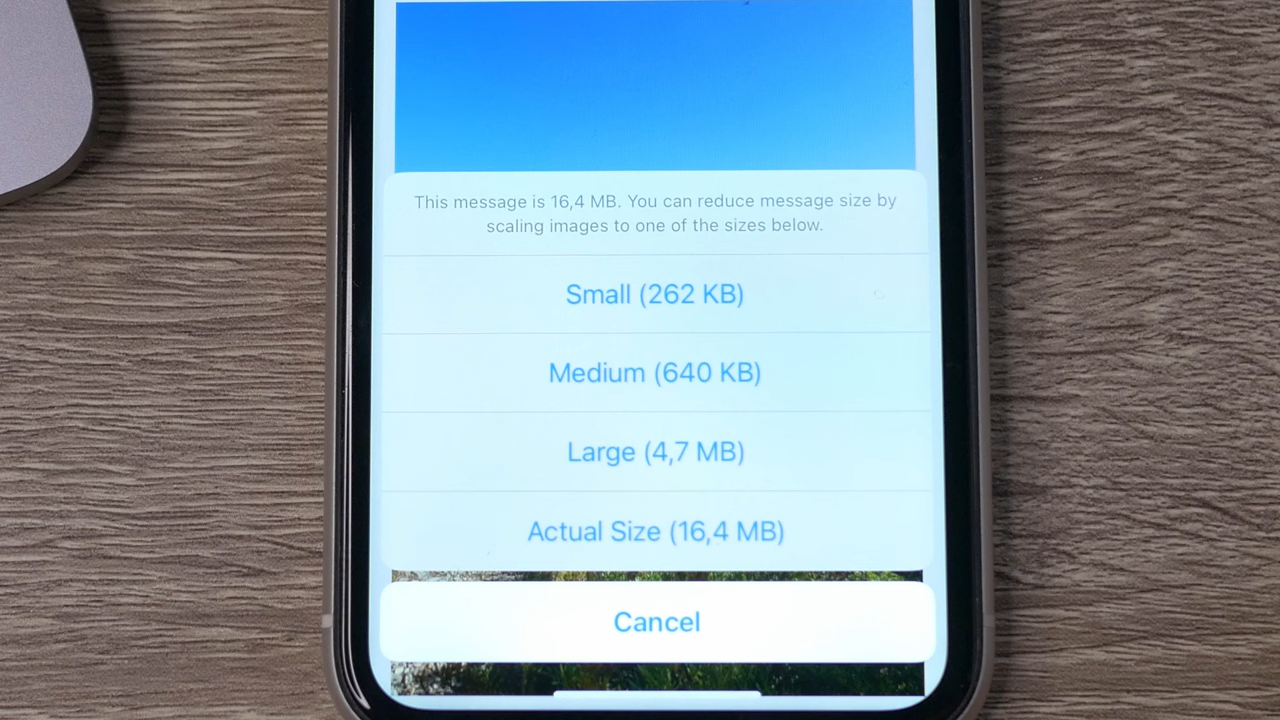 This message is 16,4 MB. You can reduce message size by
scaling images to one of the sizes below.
Small (262 KB)
Medium (640 KB)
Large (4,7 MB)
Actual Size (16,4 MB)
Cancel